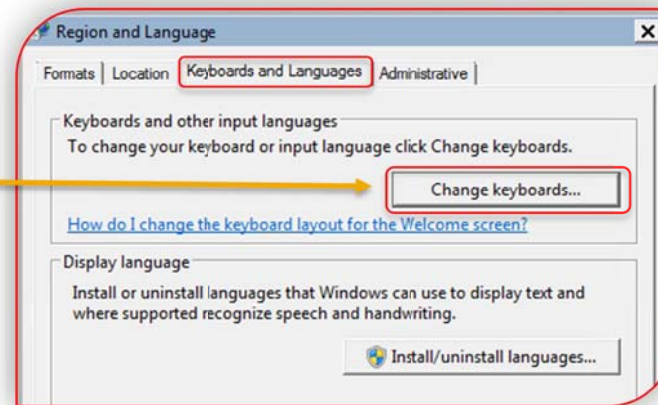 Region and Language
Formats Location Keyboards and Languages Administrative
Keyboards and other input languages
To change your keyboard or input language click Change keyboards.
Change keyboards...
How do I change the keyboard layout for the Welcome screen?
Display language
Install or uninstall languages that Windows can use to display text and
where supported recognize speech and handwriting.
Install/uninstall languages...